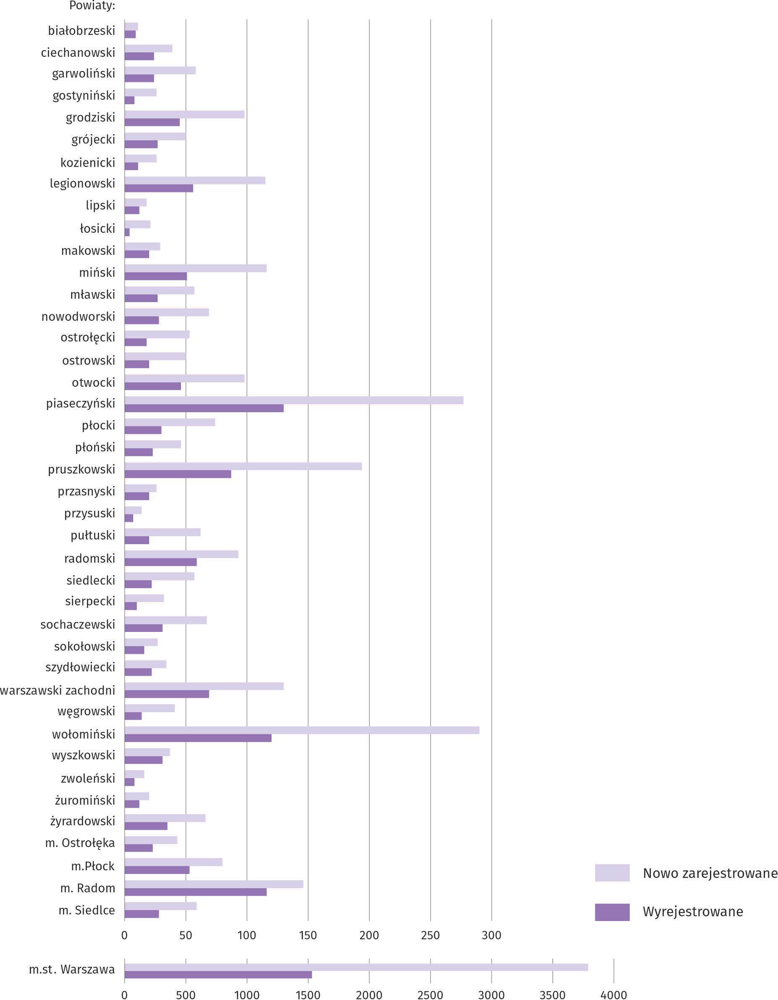 Powiaty:
białobrzeski
ciechanowski
garwoliński
gostyniński
grodziski
grójecki
kozienicki
legionowski
lipski
łosicki
makowski
miński
mławski
nowodworski
ostrołęcki
ostrowski
otwocki
piaseczyński
płocki
płoński
pruszkowski
przasnyski
przysuski
pułtuski
radomski
siedlecki
sierpecki
sochaczewski
sokołowski
szydłowiecki
warszawski zachodni
węgrowski
wołomiński
wyszkowski
zwoleński
żuromiński
żyrardowski
m. Ostrołęka
m.Płock
m. Radom
m. Siedlce
Nowo zarejestrowane
Wyrejestrowane
0 50 100 150 200 250 300
m.st. Warszawa
0 500 1000 1500 2000 2500 3000 3500 4000